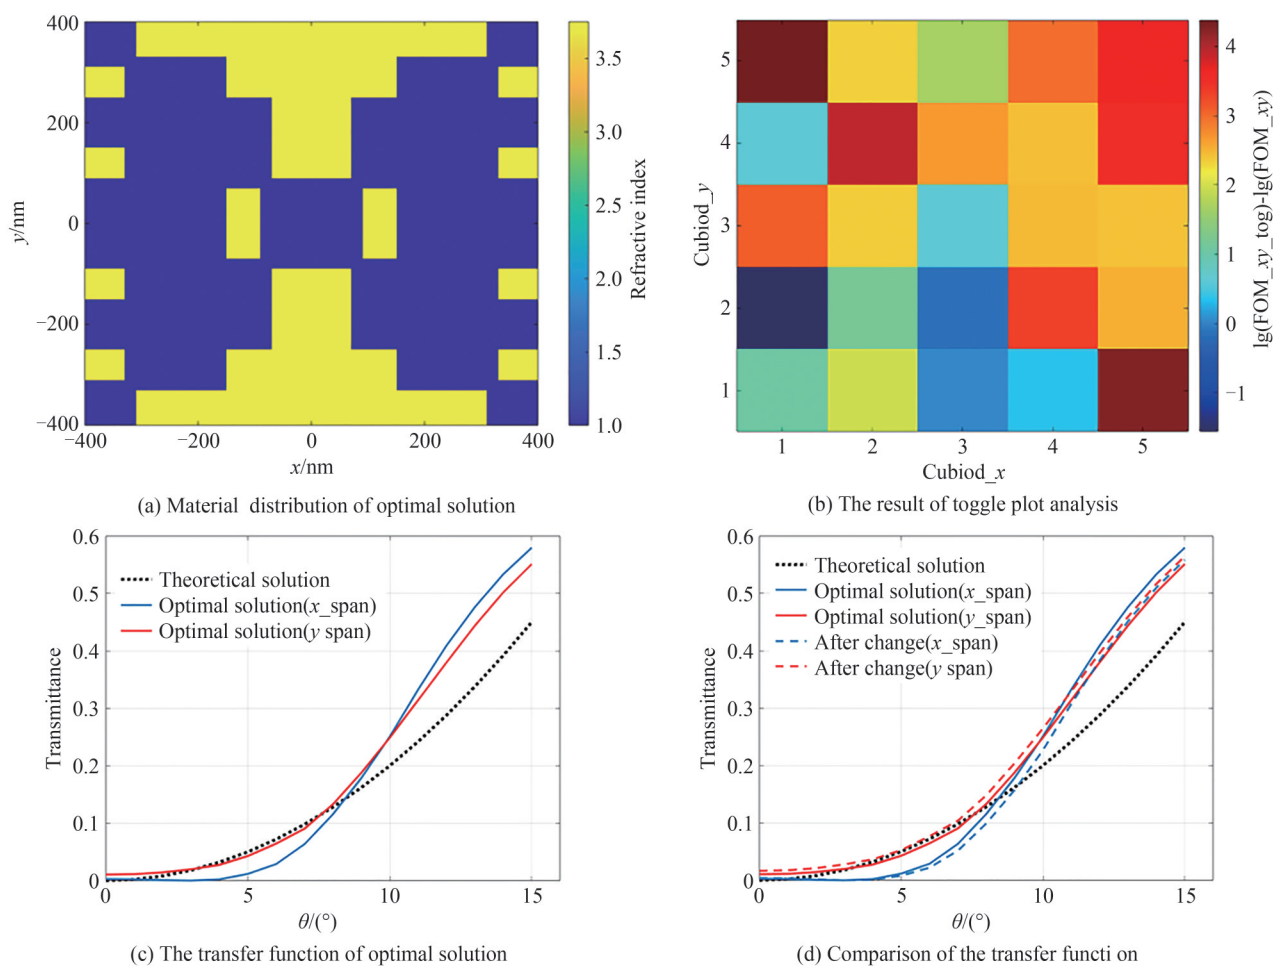 400
200
0
−200
−400
y/nm
−400
−200
0
200
400
x/nm
3.5
3.0
2.5
2.0
1.5
1.0
Refractive index
(a) Material distribution of optimal solution
5
4
3
2
1
Cubiod_y
1
2
3
4
5
Cubiod_x
4
3
2
1
0
−1
lg(FOM_xy_tog)-lg(FOM_xy)
(b) The result of toggle plot analysis
0.6
0.5
0.4
0.3
0.2
0.1
0
Transmittance
Theoretical solution
Optimal solution(x_span)
Optimal solution(y span)
0
5
10
15
θ/(°)
(c) The transfer function of optimal solution
0.6
0.5
0.4
0.3
0.2
0.1
0
Transmittance
Theoretical solution
Optimal solution(x_span)
Optimal solution(y_span)
After change(x_span)
After change(y span)
0
5
10
15
θ/(°)
(d) Comparison of the transfer functi on